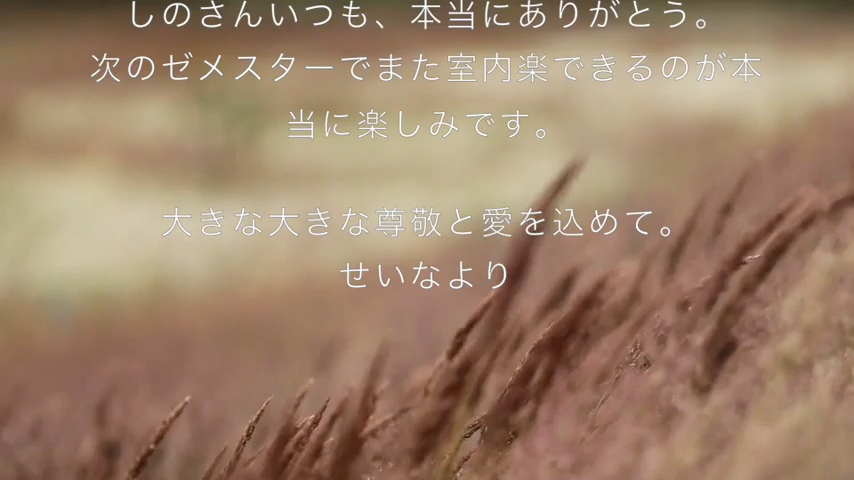 しのさんいつも、本当にありがとう。
次のゼメスターでまた室内楽できるのが本
当に楽しみです。
大きな大きな尊敬と愛を込めて。
せいなより